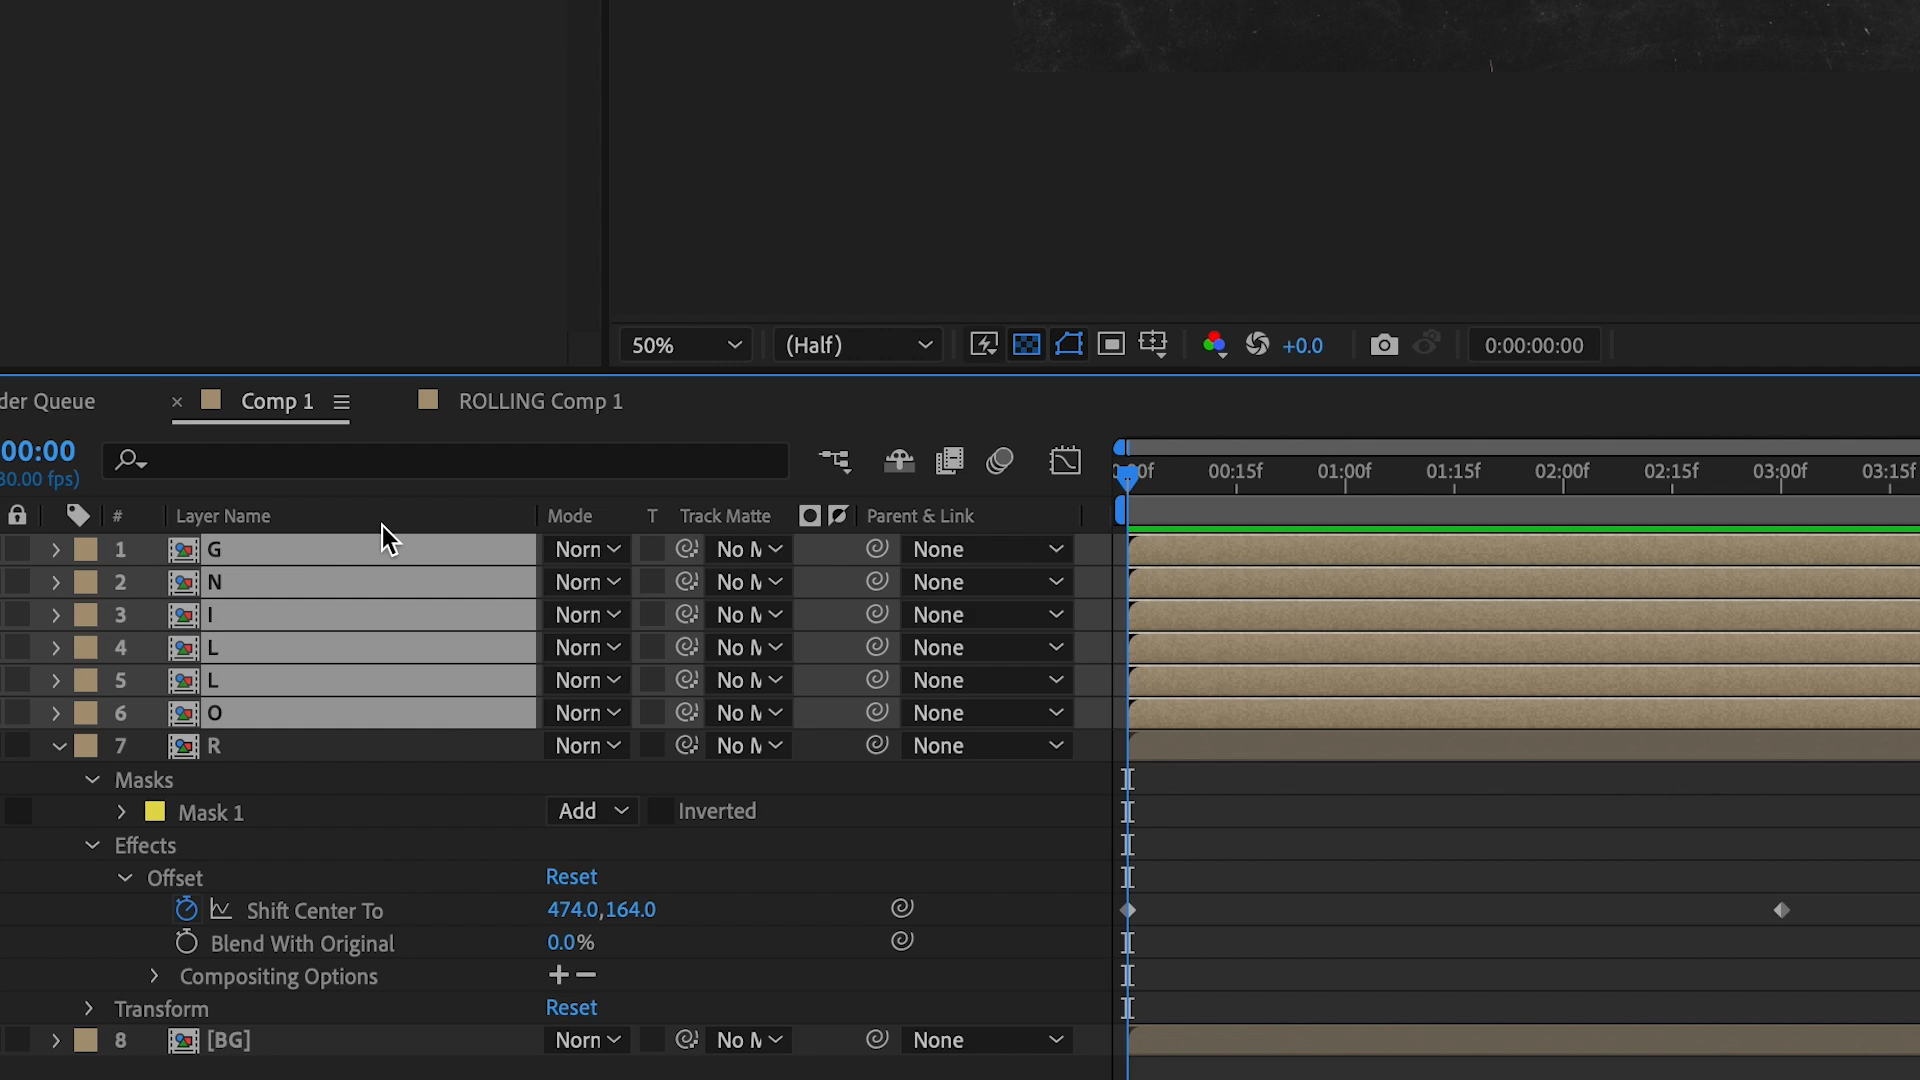 50%
(Half)
+0.0
0:00:00:00
der Queue
× Comp 1
ROLLING Comp 1
00:00
30.00 fps)
00:15f 01:00f 01:15f 02:00f 02:15f 03:00f 03:15f
# Layer Name Mode T Track Matte Parent & Link
1 G Norn No M None
2 N Norn No M None
3 I Norn No M None
4 L Norn No M None
5 L Norn No M None
6 O Norn No M None
7 R Norn No M None
Masks
Mask 1 Add Inverted
Effects
Offset Reset
Shift Center To 474.0,164.0
Blend With Original 0.0%
Compositing Options + −
Transform Reset
8 [BG] Norn No M None